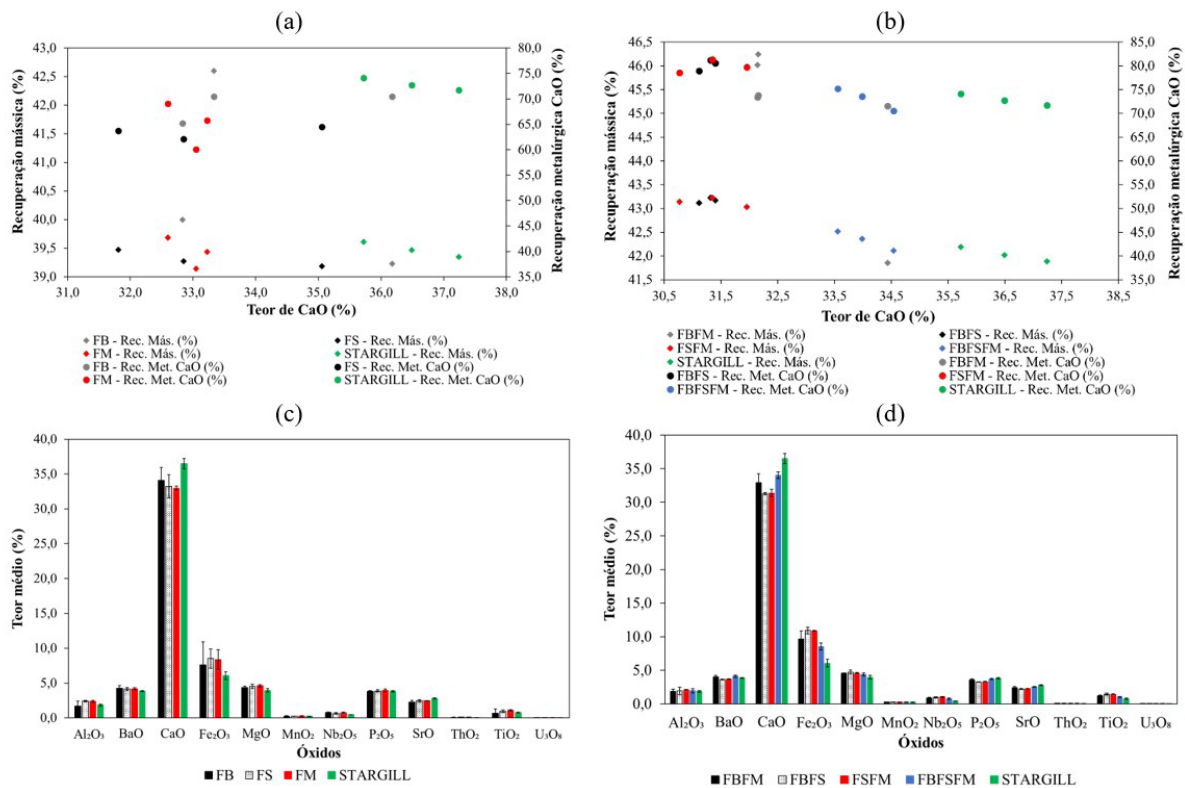 (a)
Recuperação mássica (%)
43,0
42,5
42,0
41,5
41,0
40,5
40,0
39,5
39,0
80,0
75,0
70,0
65,0
60,0
55,0
50,0
45,0
40,0
35,0
Recuperação metalúrgica CaO (%)
31,0 32,0 33,0 34,0 35,0 36,0 37,0 38,0
Teor de CaO (%)
FB - Rec. Más. (%) FS - Rec. Más. (%)
FM - Rec. Más. (%) STARGILL - Rec. Más. (%)
FB - Rec. Met. CaO (%) FS - Rec. Met. CaO (%)
FM - Rec. Met. CaO (%) STARGILL - Rec. Met. CaO (%)
(b)
Recuperação mássica (%)
46,5
46,0
45,5
45,0
44,5
44,0
43,5
43,0
42,5
42,0
41,5
85,0
80,0
75,0
70,0
65,0
60,0
55,0
50,0
45,0
40,0
35,0
Recuperação metalúrgica CaO (%)
30,5 31,5 32,5 33,5 34,5 35,5 36,5 37,5 38,5
Teor de CaO (%)
FBFM - Rec. Más. (%) FBFS - Rec. Más. (%)
FSFM - Rec. Más. (%) FBFSFM - Rec. Más. (%)
STARGILL - Rec. Más. (%) FBFM - Rec. Met. CaO (%)
FBFS - Rec. Met. CaO (%) FSFM - Rec. Met. CaO (%)
FBFSFM - Rec. Met. CaO (%) STARGILL - Rec. Met. CaO (%)
(c)
Teor médio (%)
40,0
35,0
30,0
25,0
20,0
15,0
10,0
5,0
0,0
Al₂O₃ BaO CaO Fe₂O₃ MgO MnO₂ Nb₂O₅ P₂O₅ SrO ThO₂ TiO₂ U₃O₈
Óxidos
FB FS FM STARGILL
(d)
Teor médio (%)
40,0
35,0
30,0
25,0
20,0
15,0
10,0
5,0
0,0
Al₂O₃ BaO CaO Fe₂O₃ MgO MnO₂ Nb₂O₅ P₂O₅ SrO ThO₂ TiO₂ U₃O₈
Óxidos
FBFM FBFS FSFM FBFSFM STARGILL